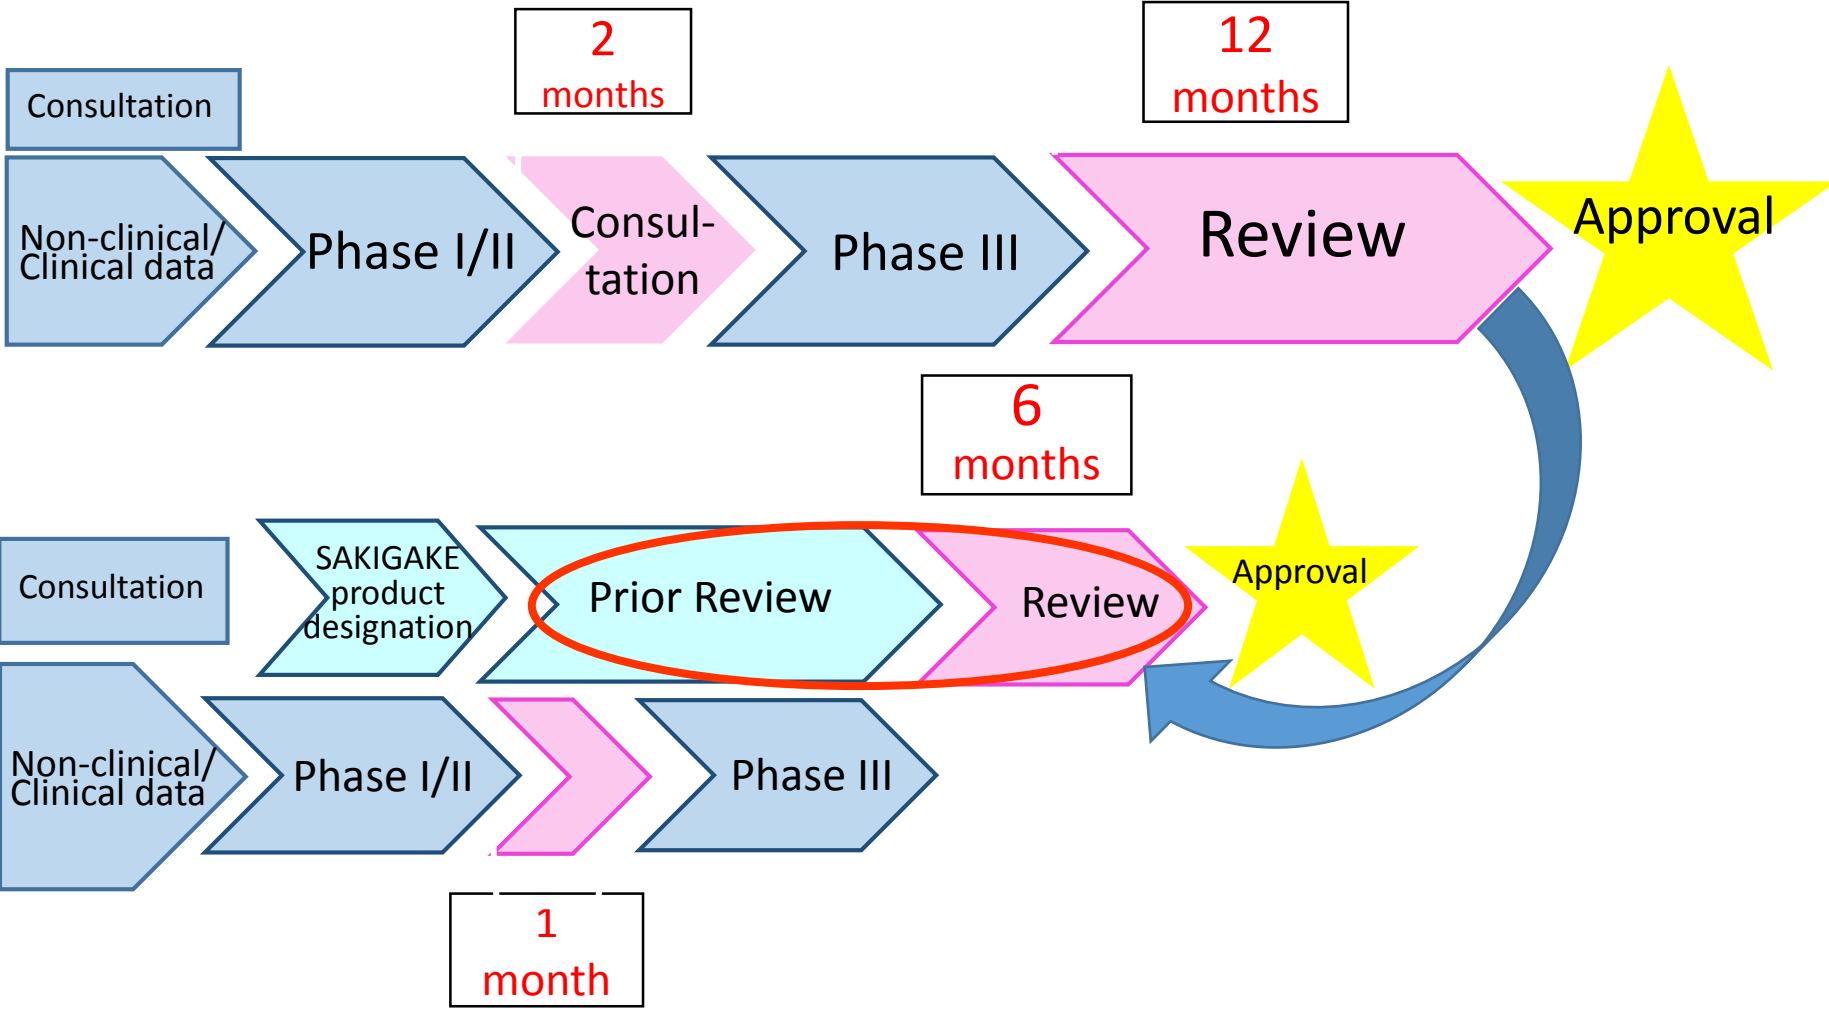 2
months
12
months
Consultation
Non-clinical/
Clinical data
Phase I/II
Consul-
tation
Phase III
Review
Approval
6
months
Consultation
SAKIGAKE
product
designation
Prior Review
Review
Approval
Non-clinical/
Clinical data
Phase I/II
Phase III
1
month